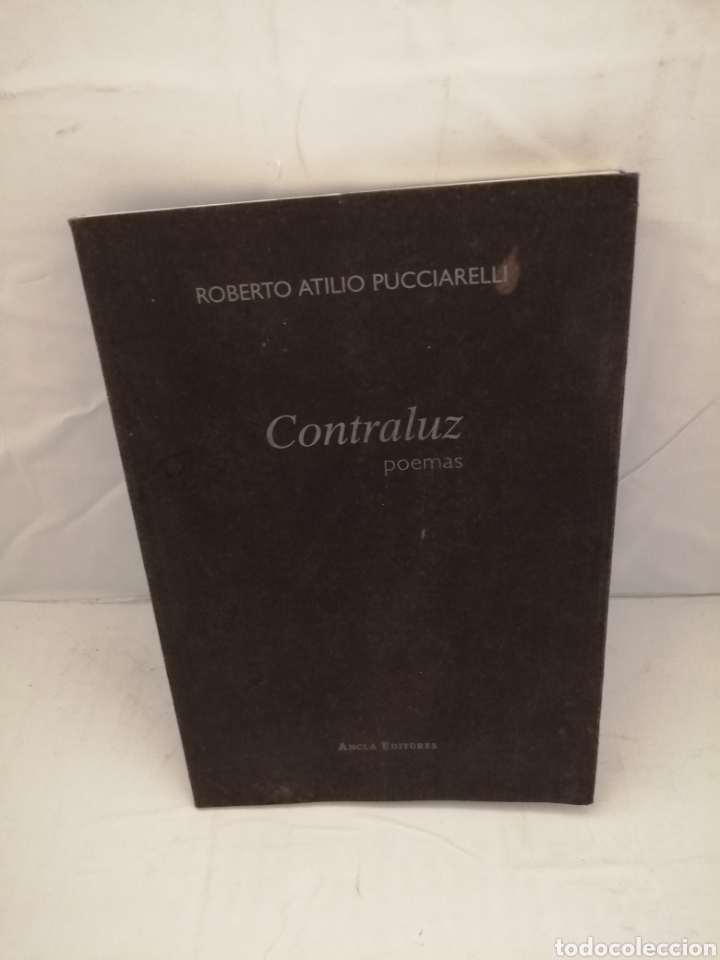 ROBERTO ATILIO PUCCIARELLI
Contraluz
poemas
ANCLA EDITORES
todocoleccion